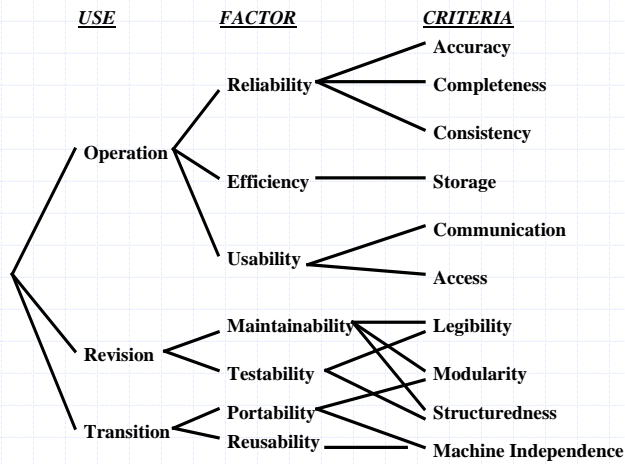 USE FACTOR CRITERIA
Accuracy
Reliability Completeness
Consistency
Operation
Efficiency Storage
Communication
Usability
Access
Maintainability Legibility
Revision
Testability Modularity
Portability Structuredness
Transition
Reusability Machine Independence